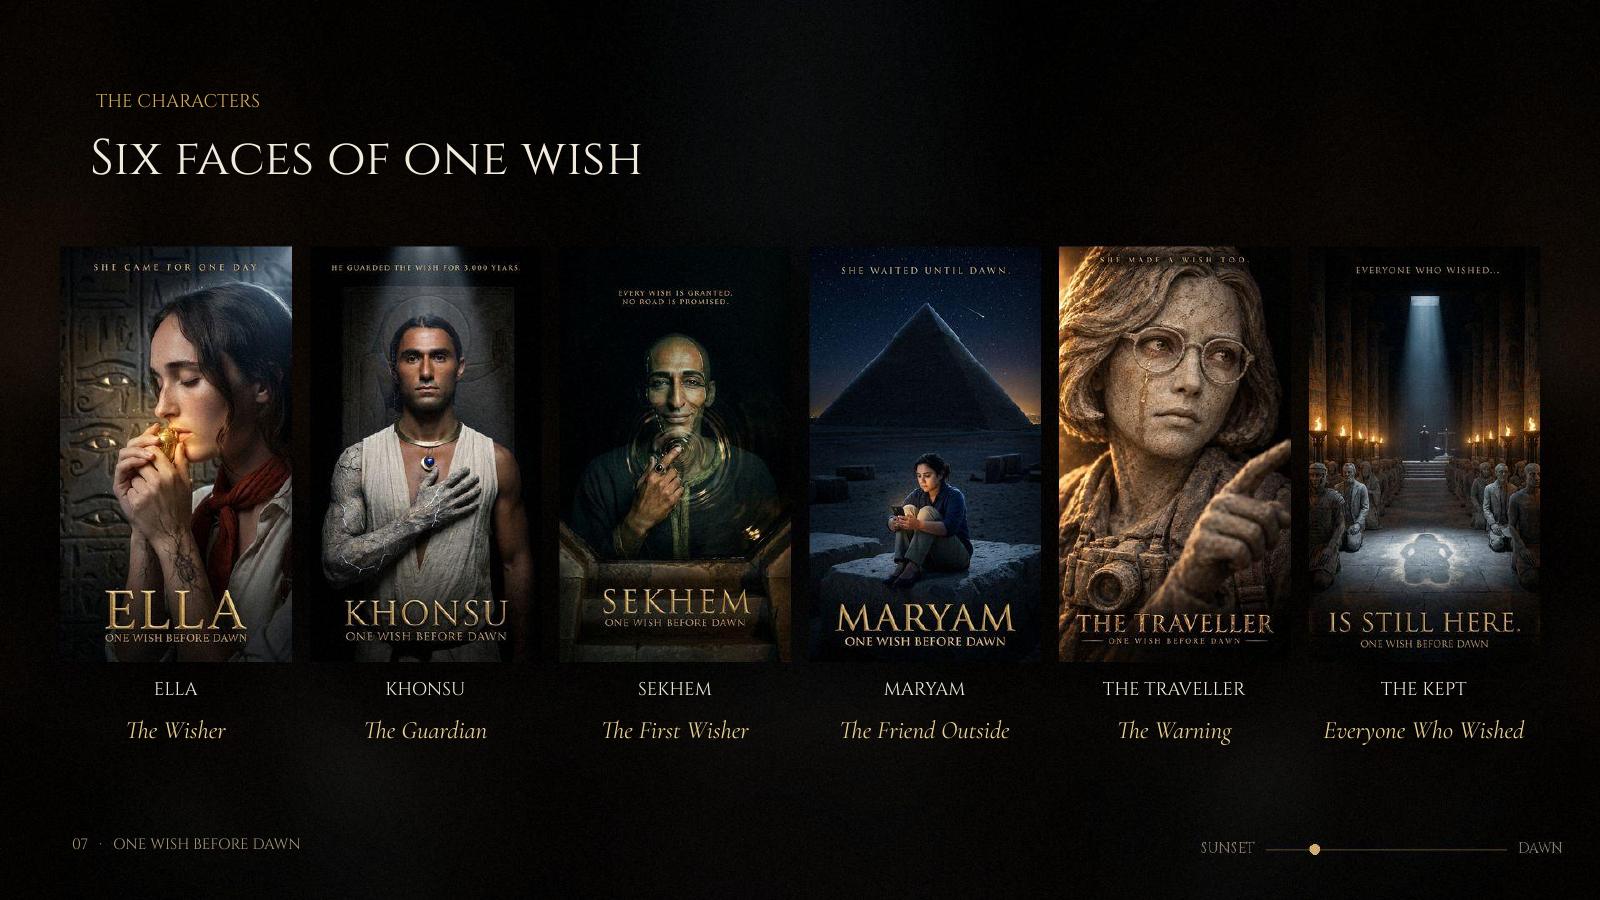 THE CHARACTERS
SIX FACES OF ONE WISH
SHE CAME FOR ONE DAY
ELLA
ONE WISH BEFORE DAWN
HE GUARDED THE WISH FOR 3,000 YEARS.
KHONSU
ONE WISH BEFORE DAWN
EVERY WISH IS GRANTED.
NO ROAD IS PROMISED.
SEKHEM
ONE WISH BEFORE DAWN
SHE WAITED UNTIL DAWN.
MARYAM
ONE WISH BEFORE DAWN
SHE MADE A WISH TOO.
THE TRAVELLER
ONE WISH BEFORE DAWN
EVERYONE WHO WISHED...
IS STILL HERE.
ONE WISH BEFORE DAWN
ELLA
The Wisher
KHONSU
The Guardian
SEKHEM
The First Wisher
MARYAM
The Friend Outside
THE TRAVELLER
The Warning
THE KEPT
Everyone Who Wished
07 · ONE WISH BEFORE DAWN
SUNSET
DAWN